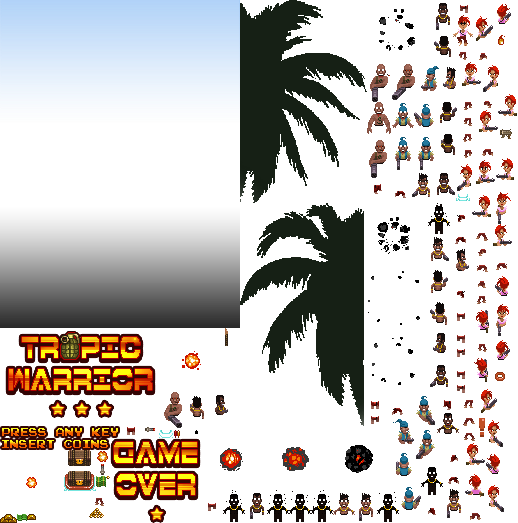 TROPIC
WARRIOR
PRESS ANY KEY
INSERT COINS
GAME
OVER